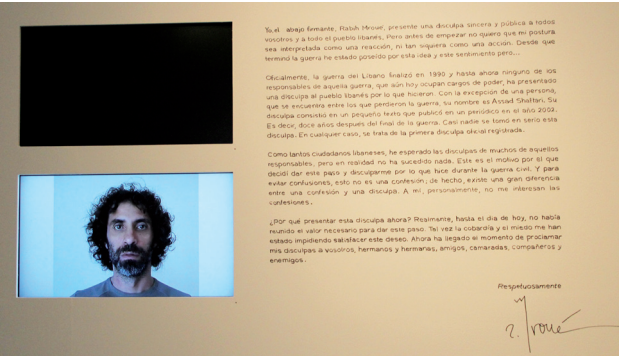 Yo, el abajo firmante, Rabih Mroué, presente una disculpa sincera y pública a todos
vosotros y a todo el pueblo libanés. Pero antes de empezar no quiero que mi postura
sea interpretada como una reacción, ni tan siquiera como una acción. Desde que
terminó la guerra he estado poseído por esta idea y este sentimiento pero...
Oficialmente, la guerra del Líbano finalizó en 1990 y hasta ahora ninguno de los
responsables de aquella guerra, que aún hoy ocupan cargos de poder, ha presentado
una disculpa al pueblo libanés por lo que hicieron. Con la excepción de una persona,
que se encuentra entre los que perdieron la guerra, su nombre es Assad Shaftari. Su
disculpa consistió en un pequeño texto que publicó en un periódico en el año 2002.
Es decir, doce años después del final de la guerra. Casi nadie se tomó en serio esta
disculpa. En cualquier caso, se trata de la primera disculpa oficial registrada.
Como tantos ciudadanos libaneses, he esperado las disculpas de muchos de aquellos
responsables, pero en realidad no ha sucedido nada. Este es el motivo por el que
decidí dar este paso y disculparme por lo que hice durante la guerra civil. Y para
evitar confusiones, esto no es una confesión; de hecho, existe una gran diferencia
entre una confesión y una disculpa. A mí, personalmente, no me interesan las
confesiones.
¿Por qué presentar esta disculpa ahora? Realmente, hasta el día de hoy, no había
reunido el valor necesario para dar este paso. Tal vez la cobardía y el miedo me han
estado impidiendo satisfacer este deseo. Ahora ha llegado el momento de proclamar
mis disculpas a vosotros, hermanos y hermanas, amigos, camaradas, compañeros y
enemigos.
Respetuosamente